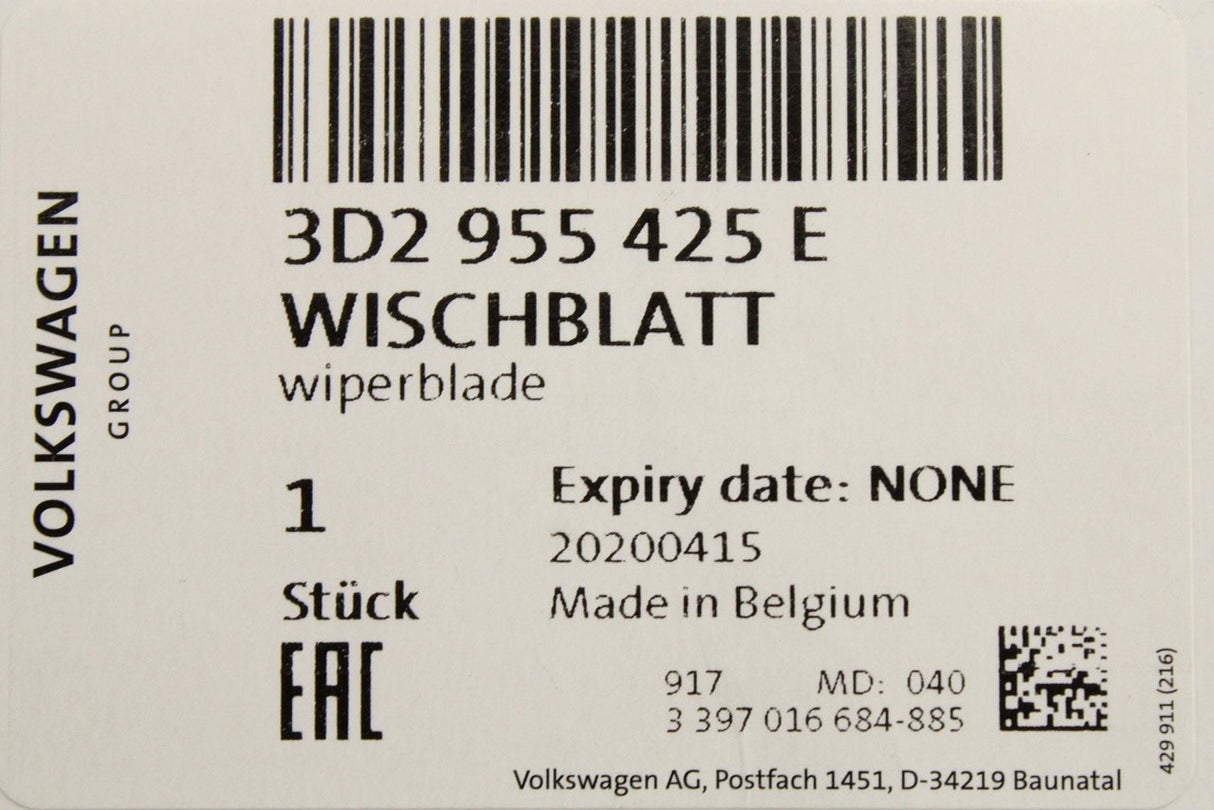 VOLKSWAGEN
GROUP
3D2 955 425 E
WISCHBLATT
wiperblade
1
Stück
EAC
Expiry date: NONE
20200415
Made in Belgium
917 MD: 040
3 397 016 684-885
Volkswagen AG, Postfach 1451, D-34219 Baunatal
429 911 (216)